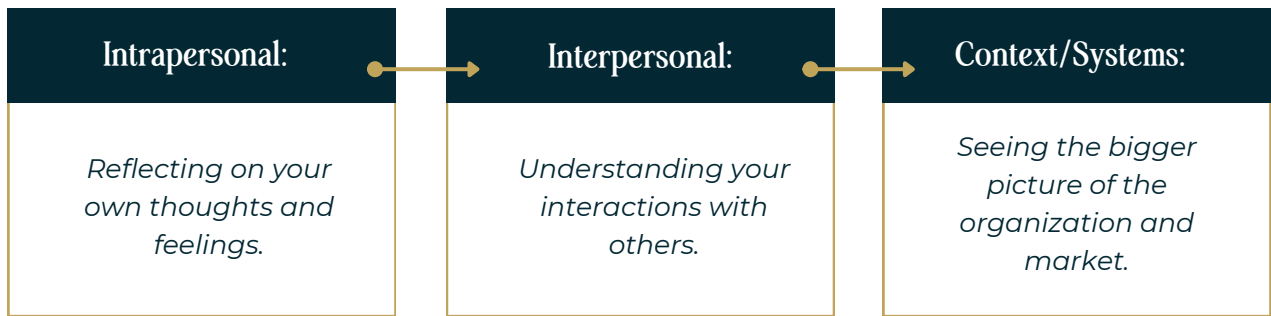 Intrapersonal:
Reflecting on your
own thoughts and
feelings.
Interpersonal:
Understanding your
interactions with
others.
Context/Systems:
Seeing the bigger
picture of the
organization and
market.